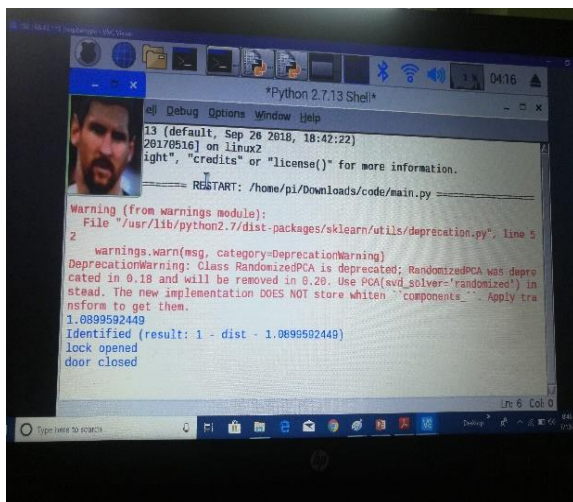 04:16
*Python 2.7.13 Shell*
ell Debug Options Window Help
13 (default, Sep 26 2018, 18:42:22)
20170516] on linux2
ight", "credits" or "license()" for more information.
RESTART: /home/pi/Downloads/code/main.py
Warning (from warnings module):
File "/usr/lib/python2.7/dist-packages/sklearn/utils/deprecation.py", line 5
2
warnings.warn(msg, category=DeprecationWarning)
DeprecationWarning: Class RandomizedPCA is deprecated; RandomizedPCA was depre
cated in 0.18 and will be removed in 0.20. Use PCA(svd_solver='randomized') in
stead. The new implementation DOES NOT store whiten ``components_``. Apply tra
nsform to get them.
1.0899592449
Identified (result: 1 - dist - 1.0899592449)
lock opened
door closed
Ln: 6 Col: 0
Type here to search
Desktop
hp